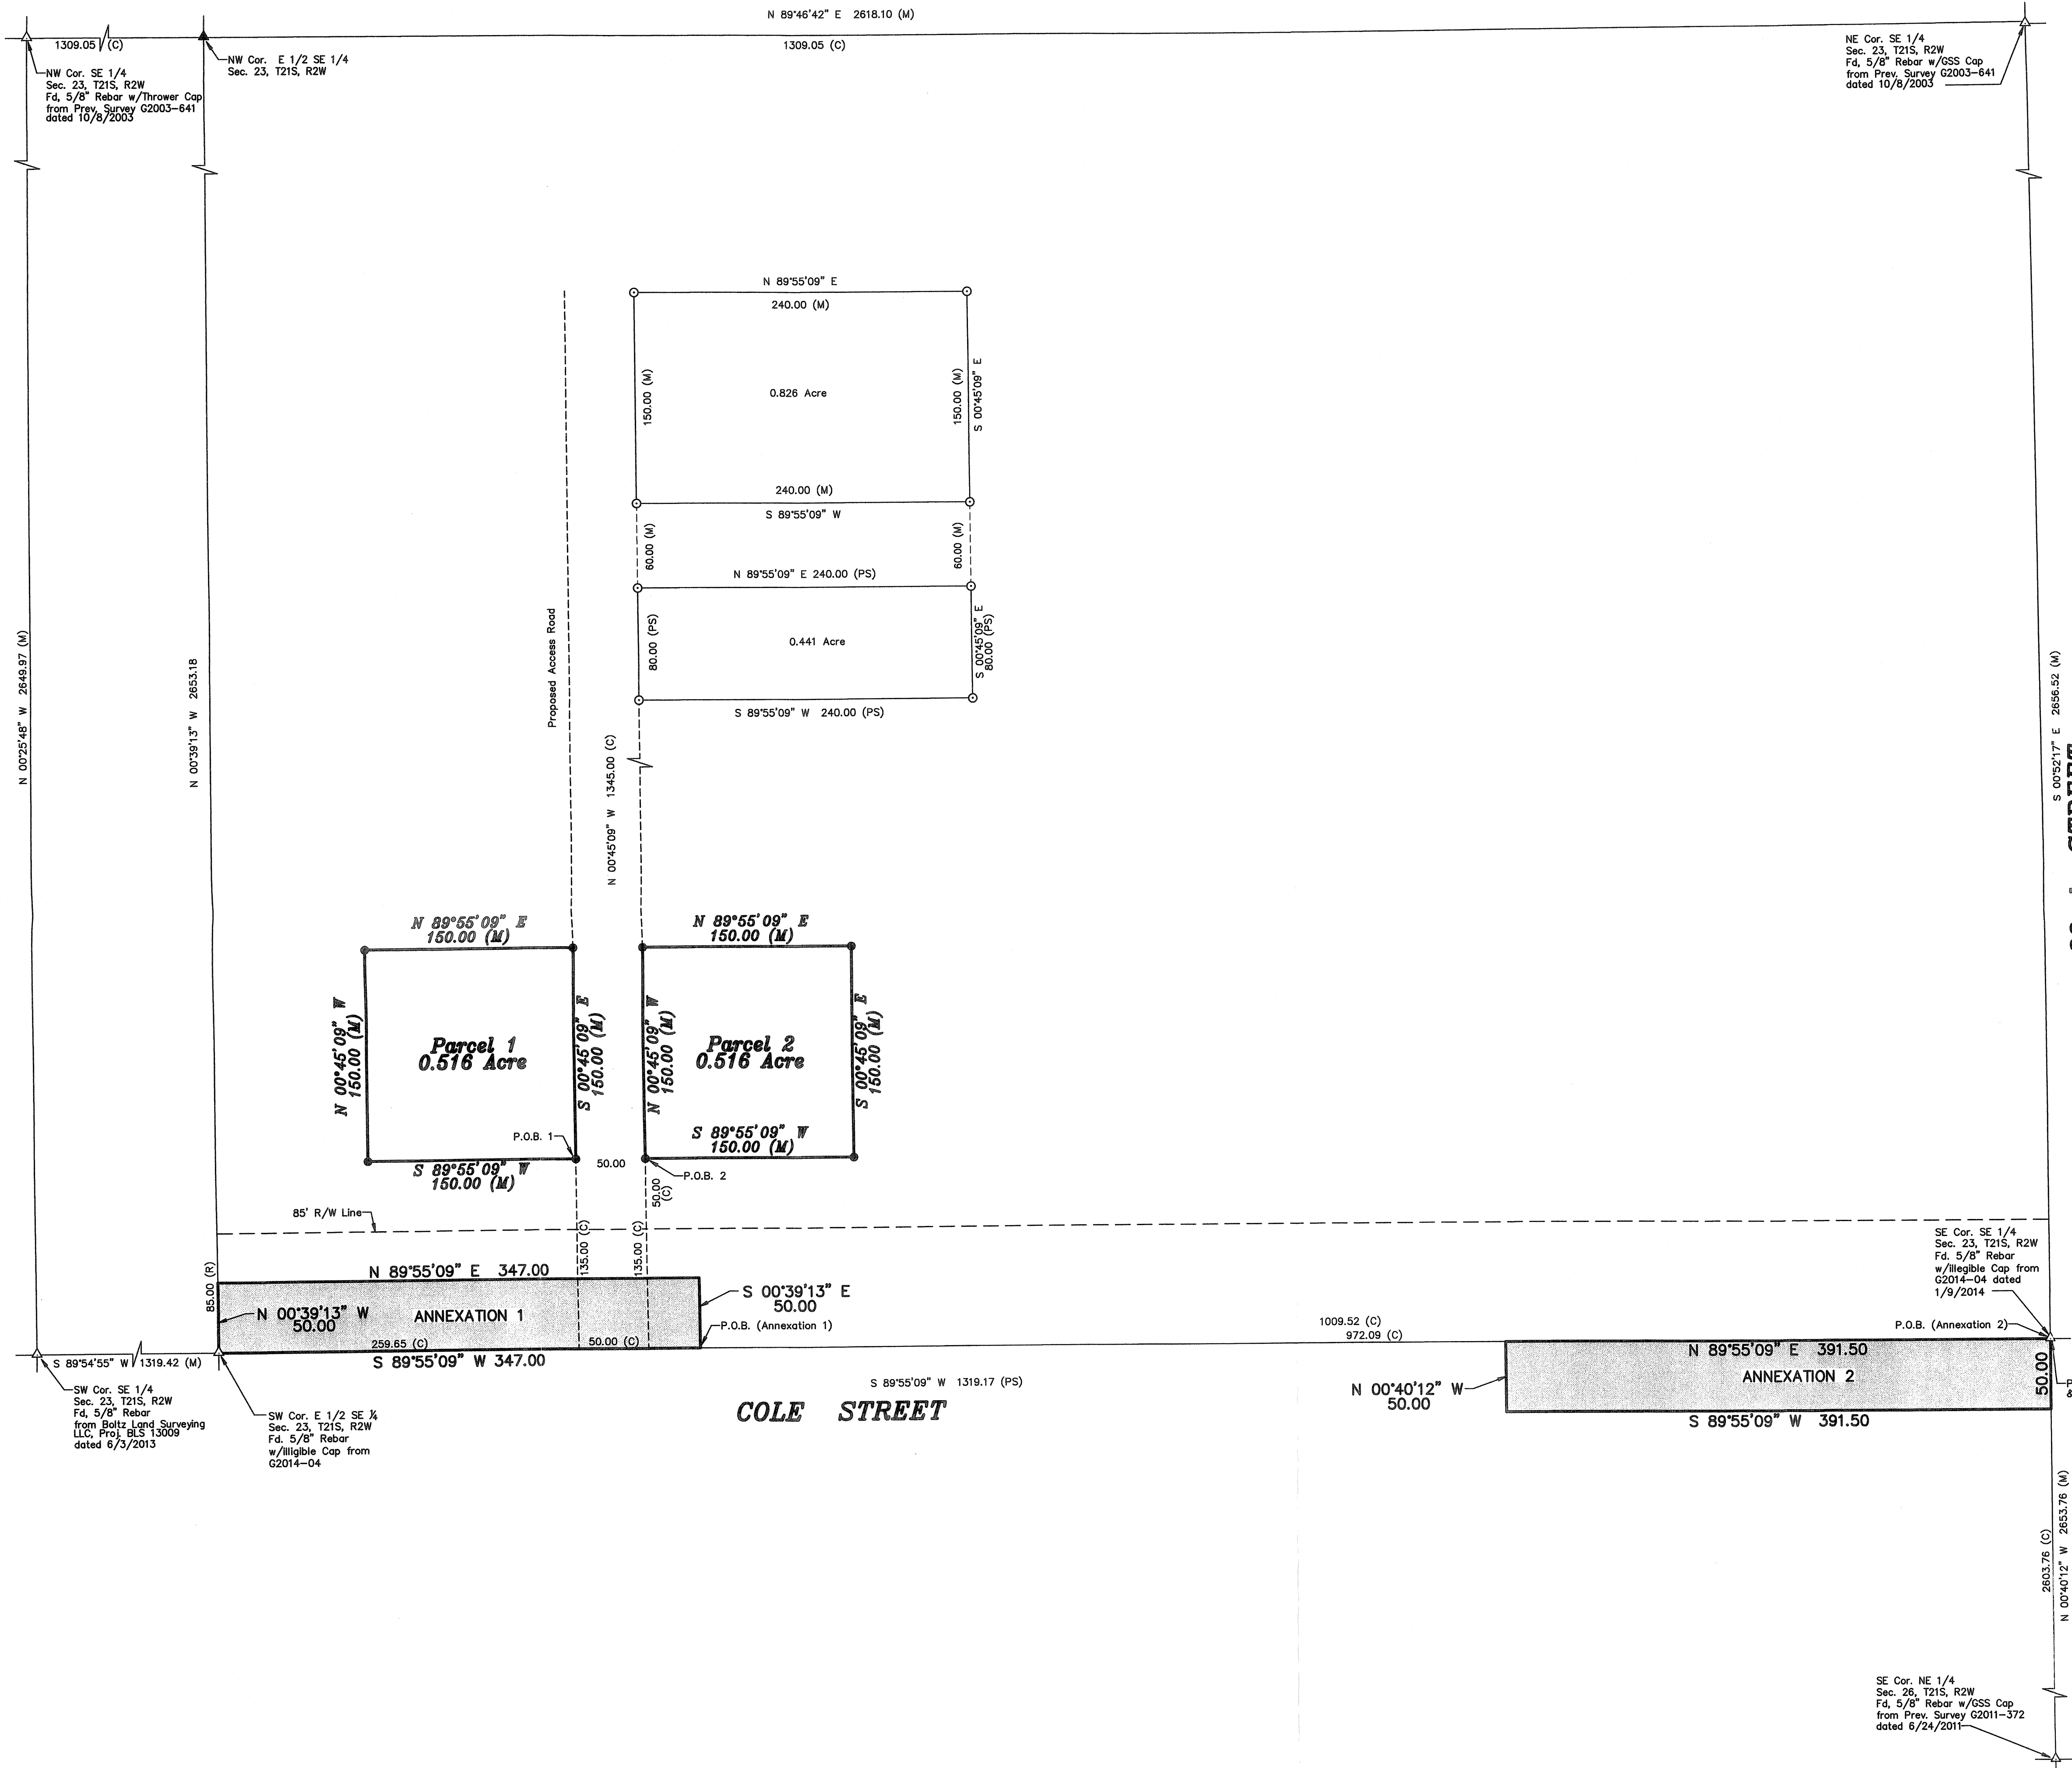 N 89°46'42" E 2618.10 (M)
1309.05 (C)
1309.05 (C)
NW Cor. SE 1/4
Sec. 23, T21S, R2W
Fd, 5/8" Rebar w/Thrower Cap
from Prev. Survey G2003-641
dated 10/8/2003
NW Cor. E 1/2 SE 1/4
Sec. 23, T21S, R2W
NE Cor. SE 1/4
Sec. 23, T21S, R2W
Fd, 5/8" Rebar w/GSS Cap
from Prev. Survey G2003-641
dated 10/8/2003
N 89°55'09" E
240.00 (M)
150.00 (M)
0.826 Acre
150.00 (M)
S 00°45'09" E
240.00 (M)
S 89°55'09" W
60.00 (M)
60.00 (M)
N 89°55'09" E 240.00 (PS)
80.00 (PS)
0.441 Acre
S 00°45'09" E
80.00 (PS)
S 89°55'09" W 240.00 (PS)
N 00°25'48" W 2649.97 (M)
N 00°39'13" W 2653.18
Proposed Access Road
N 00°45'09" W 1345.00 (C)
S 00°52'17" E 2656.52 (M)
N 89°55'09" E
150.00 (M)
N 89°55'09" E
150.00 (M)
N 00°45'09" W
150.00 (M)
Parcel 1
0.516 Acre
S 00°45'09" E
150.00 (M)
N 00°45'09" W
150.00 (M)
Parcel 2
0.516 Acre
S 00°45'09" E
150.00 (M)
P.O.B. 1
S 89°55'09" W
150.00 (M)
S 89°55'09" W
150.00 (M)
50.00
P.O.B. 2
50.00
(C)
85' R/W Line
135.00 (C)
135.00 (C)
85.00 (R)
N 89°55'09" E 347.00
N 00°39'13" W
50.00
ANNEXATION 1
S 00°39'13" E
50.00
P.O.B. (Annexation 1)
259.65 (C)
50.00 (C)
S 89°55'09" W 347.00
1009.52 (C)
972.09 (C)
SE Cor. SE 1/4
Sec. 23, T21S, R2W
Fd. 5/8" Rebar
w/illegible Cap from
G2014-04 dated
1/9/2014
P.O.B. (Annexation 2)
S 89°54'55" W 1319.42 (M)
SW Cor. SE 1/4
Sec. 23, T21S, R2W
Fd, 5/8" Rebar
from Boltz Land Surveying
LLC, Proj. BLS 13009
dated 6/3/2013
SW Cor. E 1/2 SE ¼
Sec. 23, T21S, R2W
Fd. 5/8" Rebar
w/illigible Cap from
G2014-04
S 89°55'09" W 1319.17 (PS)
COLE STREET
N 00°40'12" W
50.00
N 89°55'09" E 391.50
ANNEXATION 2
50.00
S 89°55'09" W 391.50
P
&
2603.76 (C)
N 00°40'12" W 2653.76 (M)
SE Cor. NE 1/4
Sec. 26, T21S, R2W
Fd, 5/8" Rebar w/GSS Cap
from Prev. Survey G2011-372
dated 6/24/2011